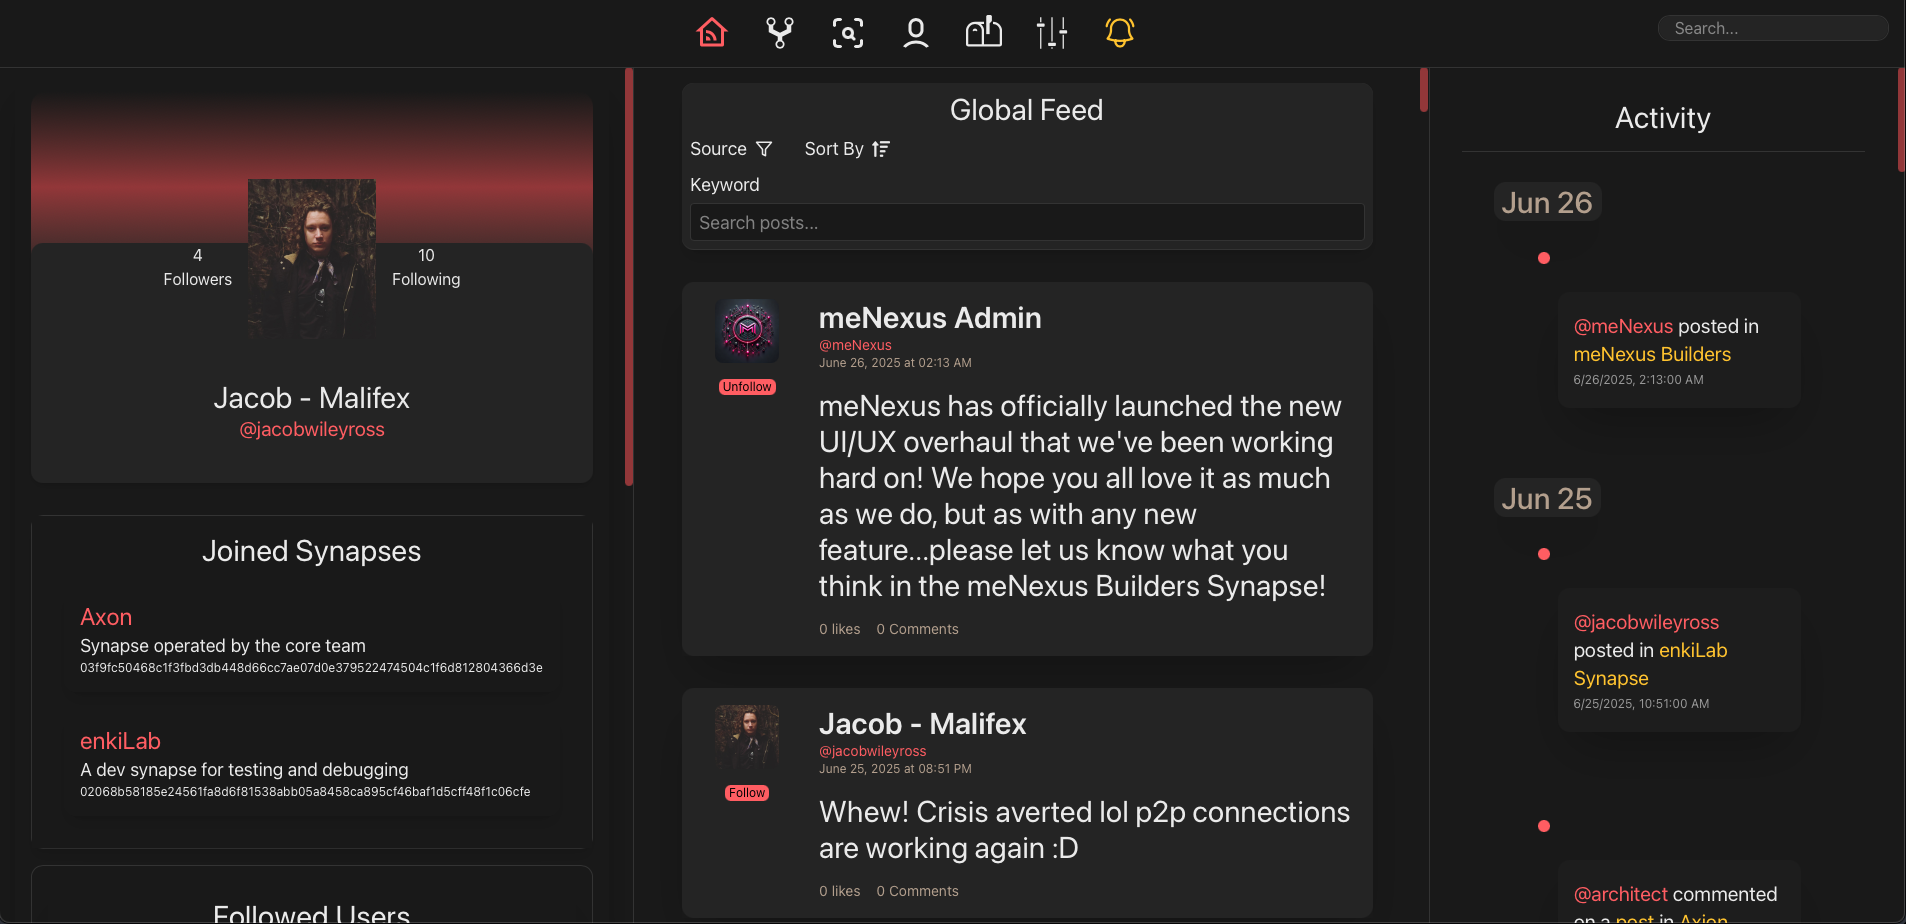 Search...
4
Followers
10
Following
Jacob - Malifex
@jacobwileyross
Joined Synapses
Axon
Synapse operated by the core team
03f9fc50468c1f3fbd3db448d66cc7ae07d0e379522474504c1f6d812804366d3e
enkiLab
A dev synapse for testing and debugging
02068b58185e24561fa8d6f81538abb05a8458ca895cf46baf1d5cff48f1c06cfe
Followed Users
Global Feed
Source
Sort By
Keyword
Search posts...
meNexus Admin
@meNexus
June 26, 2025 at 02:13 AM
Unfollow
meNexus has officially launched the new
UI/UX overhaul that we've been working
hard on! We hope you all love it as much
as we do, but as with any new
feature...please let us know what you
think in the meNexus Builders Synapse!
0 likes 0 Comments
Jacob - Malifex
@jacobwileyross
June 25, 2025 at 08:51 PM
Follow
Whew! Crisis averted lol p2p connections
are working again :D
0 likes 0 Comments
Activity
Jun 26
@meNexus posted in
meNexus Builders
6/26/2025, 2:13:00 AM
Jun 25
@jacobwileyross
posted in enkiLab
Synapse
6/25/2025, 10:51:00 AM
@architect commented
on a post in Axion